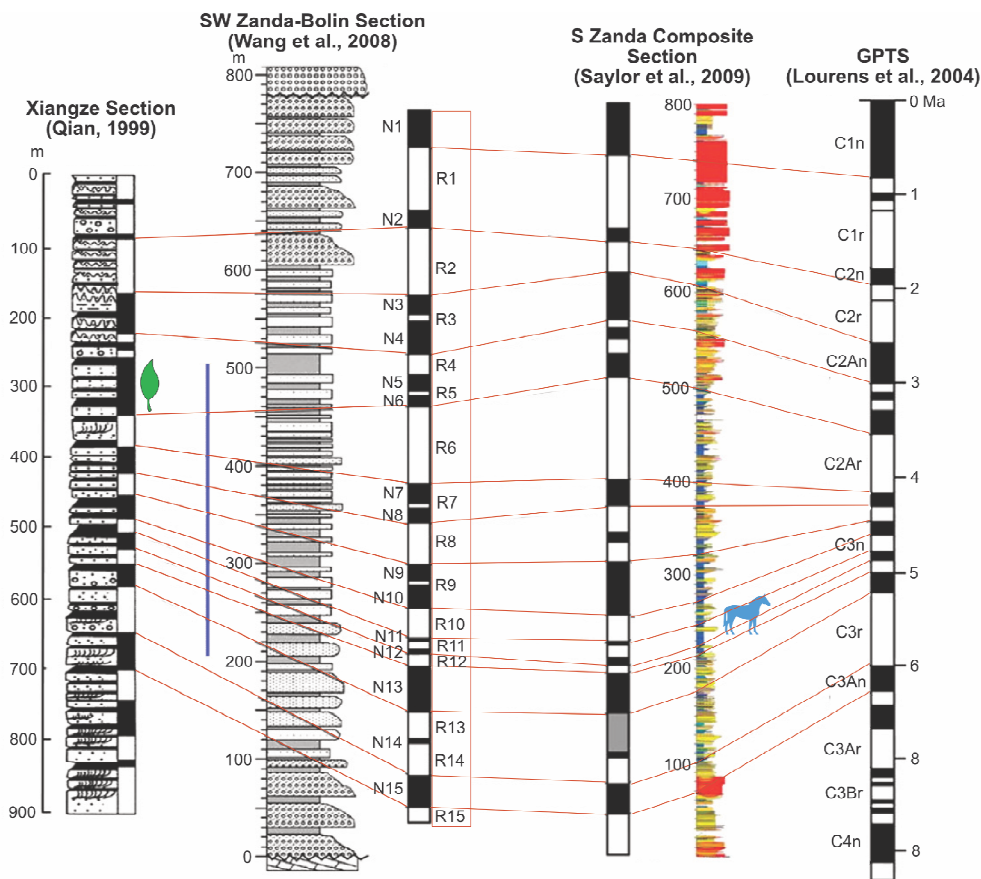 SW Zanda-Bolin Section
(Wang et al., 2008)
S Zanda Composite
Section
(Saylor et al., 2009)
GPTS
(Lourens et al., 2004)
Xiangze Section
(Qian, 1999)
m
0
100
200
300
400
500
600
700
800
900
m
800
700
600
500
400
300
200
100
0
N1
N2
N3
N4
N5
N6
N7
N8
N9
N10
N11
N12
N13
N14
N15
R1
R2
R3
R4
R5
R6
R7
R8
R9
R10
R11
R12
R13
R14
R15
800
700
600
500
400
300
200
100
C1n
C1r
C2n
C2r
C2An
C2Ar
C3n
C3r
C3An
C3Ar
C3Br
C4n
0 Ma
1
2
3
4
5
6
8
8